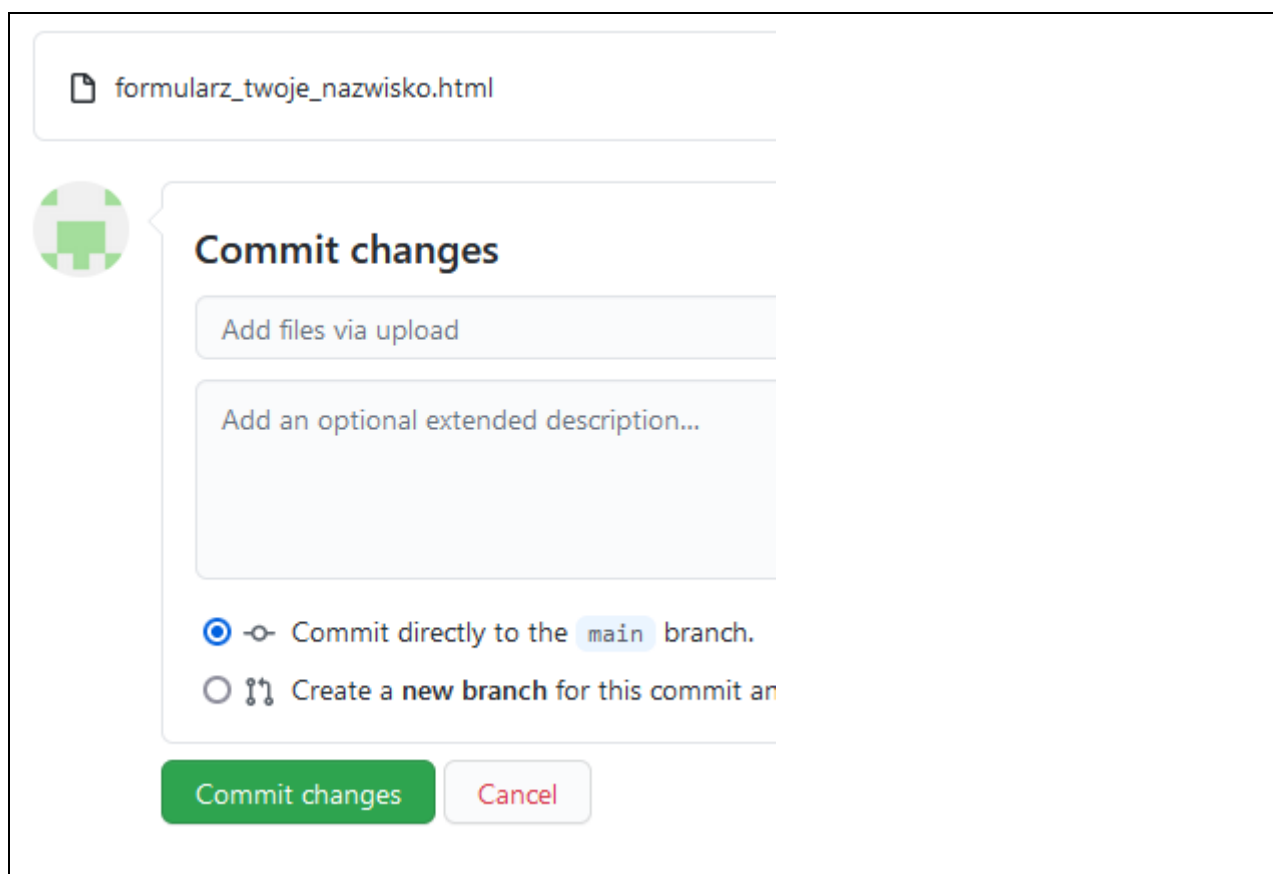 formularz_twoje_nazwisko.html
Commit changes
Add files via upload
Add an optional extended description...
Commit directly to the main branch.
Create a new branch for this commit an
Commit changes
Cancel